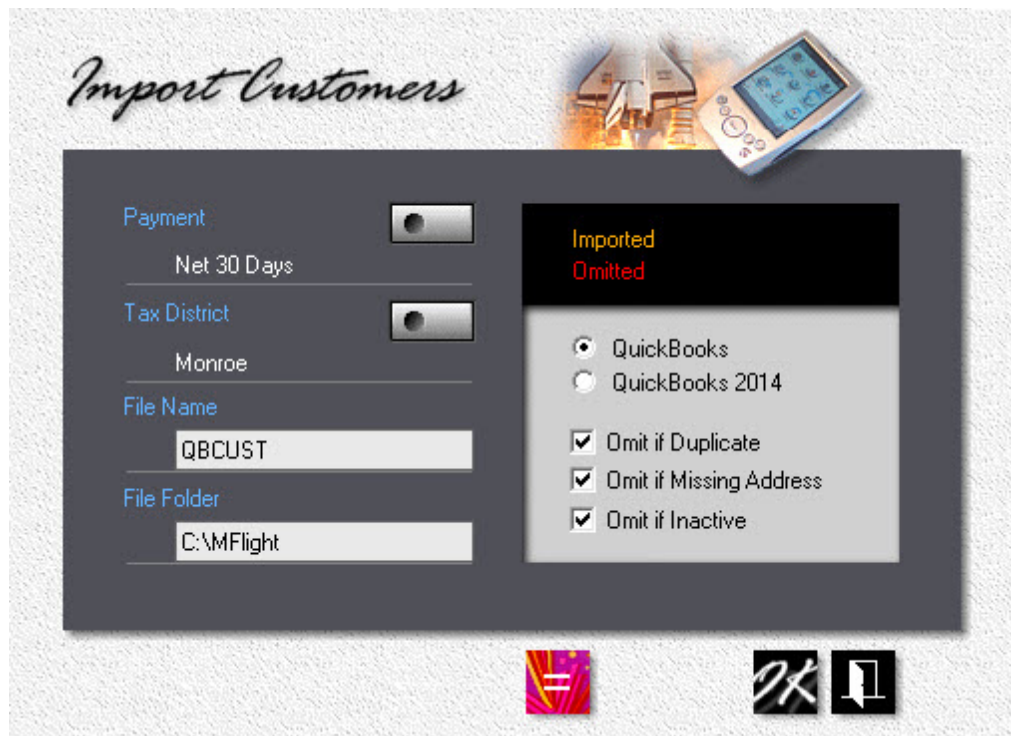 Import Customers
Payment
Net 30 Days
Tax District
Monroe
File Name
QBCUST
File Folder
C:\MFlight
Imported
Omitted
QuickBooks
QuickBooks 2014
Omit if Duplicate
Omit if Missing Address
Omit if Inactive
=
OK